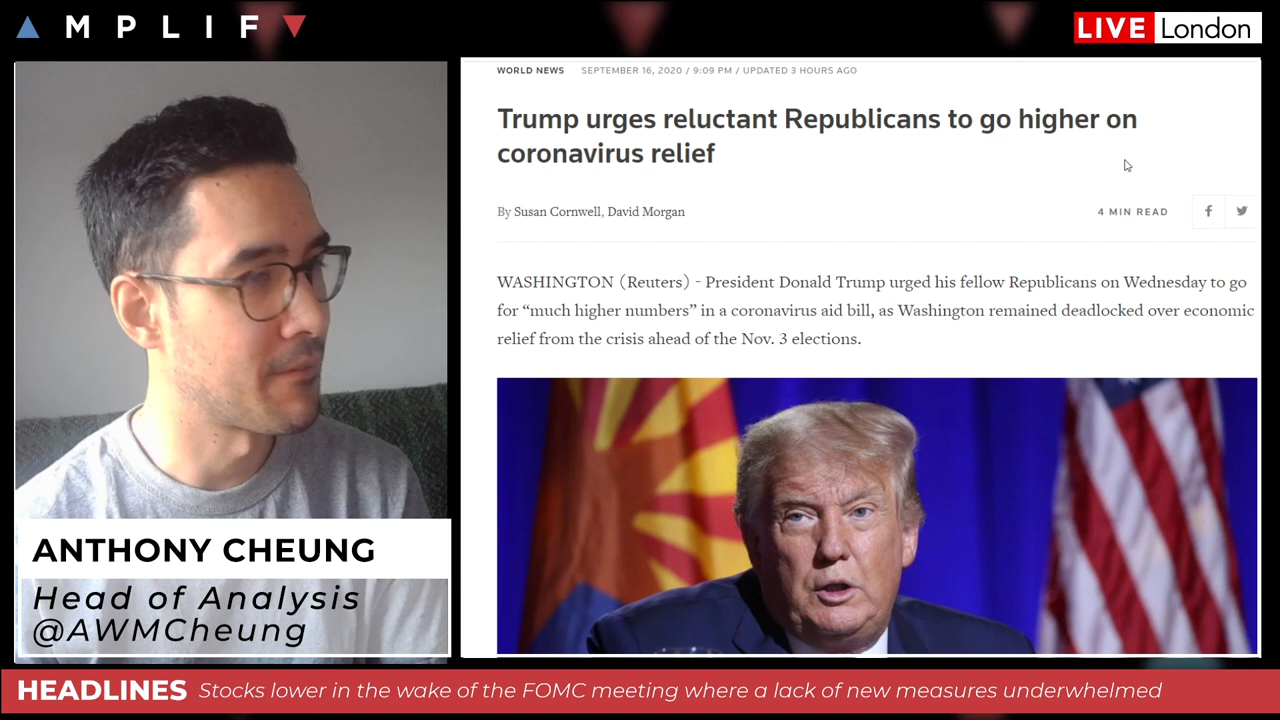 AMPLIFY
LIVE London
WORLD NEWS SEPTEMBER 16, 2020 / 9:09 PM / UPDATED 3 HOURS AGO
Trump urges reluctant Republicans to go higher on
coronavirus relief
By Susan Cornwell, David Morgan
4 MIN READ
WASHINGTON (Reuters) - President Donald Trump urged his fellow Republicans on Wednesday to go
for “much higher numbers” in a coronavirus aid bill, as Washington remained deadlocked over economic
relief from the crisis ahead of the Nov. 3 elections.
ANTHONY CHEUNG
Head of Analysis
@AWMCheung
HEADLINES Stocks lower in the wake of the FOMC meeting where a lack of new measures underwhelmed